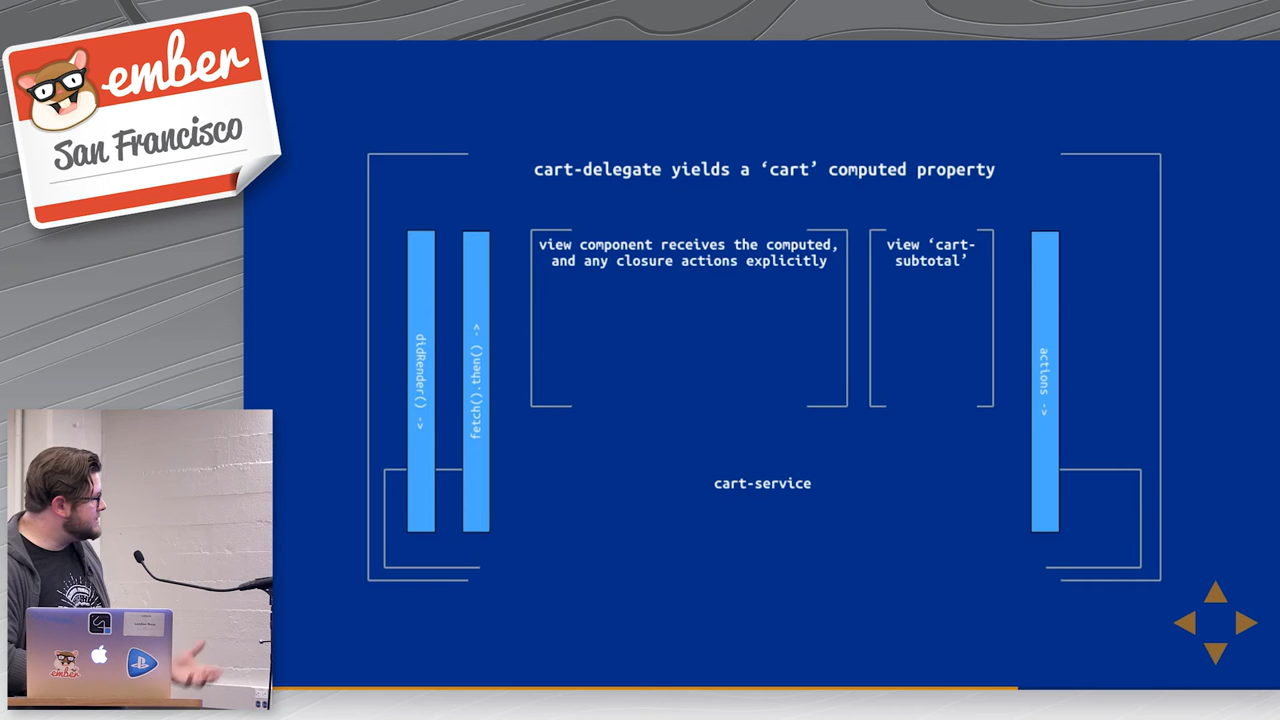 ember
San Francisco
cart-delegate yields a ‘cart’ computed property
view component receives the computed,
and any closure actions explicitly
view ‘cart-
subtotal’
didRender() ->
fetch().then() ->
actions ->
cart-service
ember